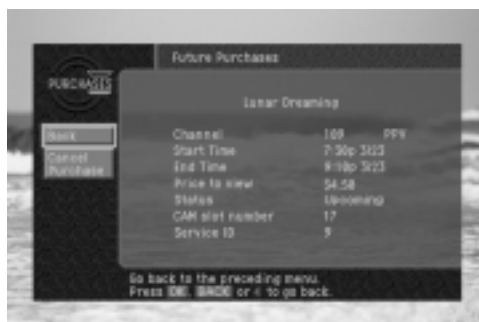 Future Purchases
PURCHASES
Lunar Dreaming
Back
Cancel
Purchase
Channel 109 PPV
Start Time 7:30p 3/23
End Time 9:10p 3/23
Price to view $4.50
Status Upcoming
CAM slot number 17
Service ID 9
Go back to the preceding menu.
Press OK, BACK or to go back.